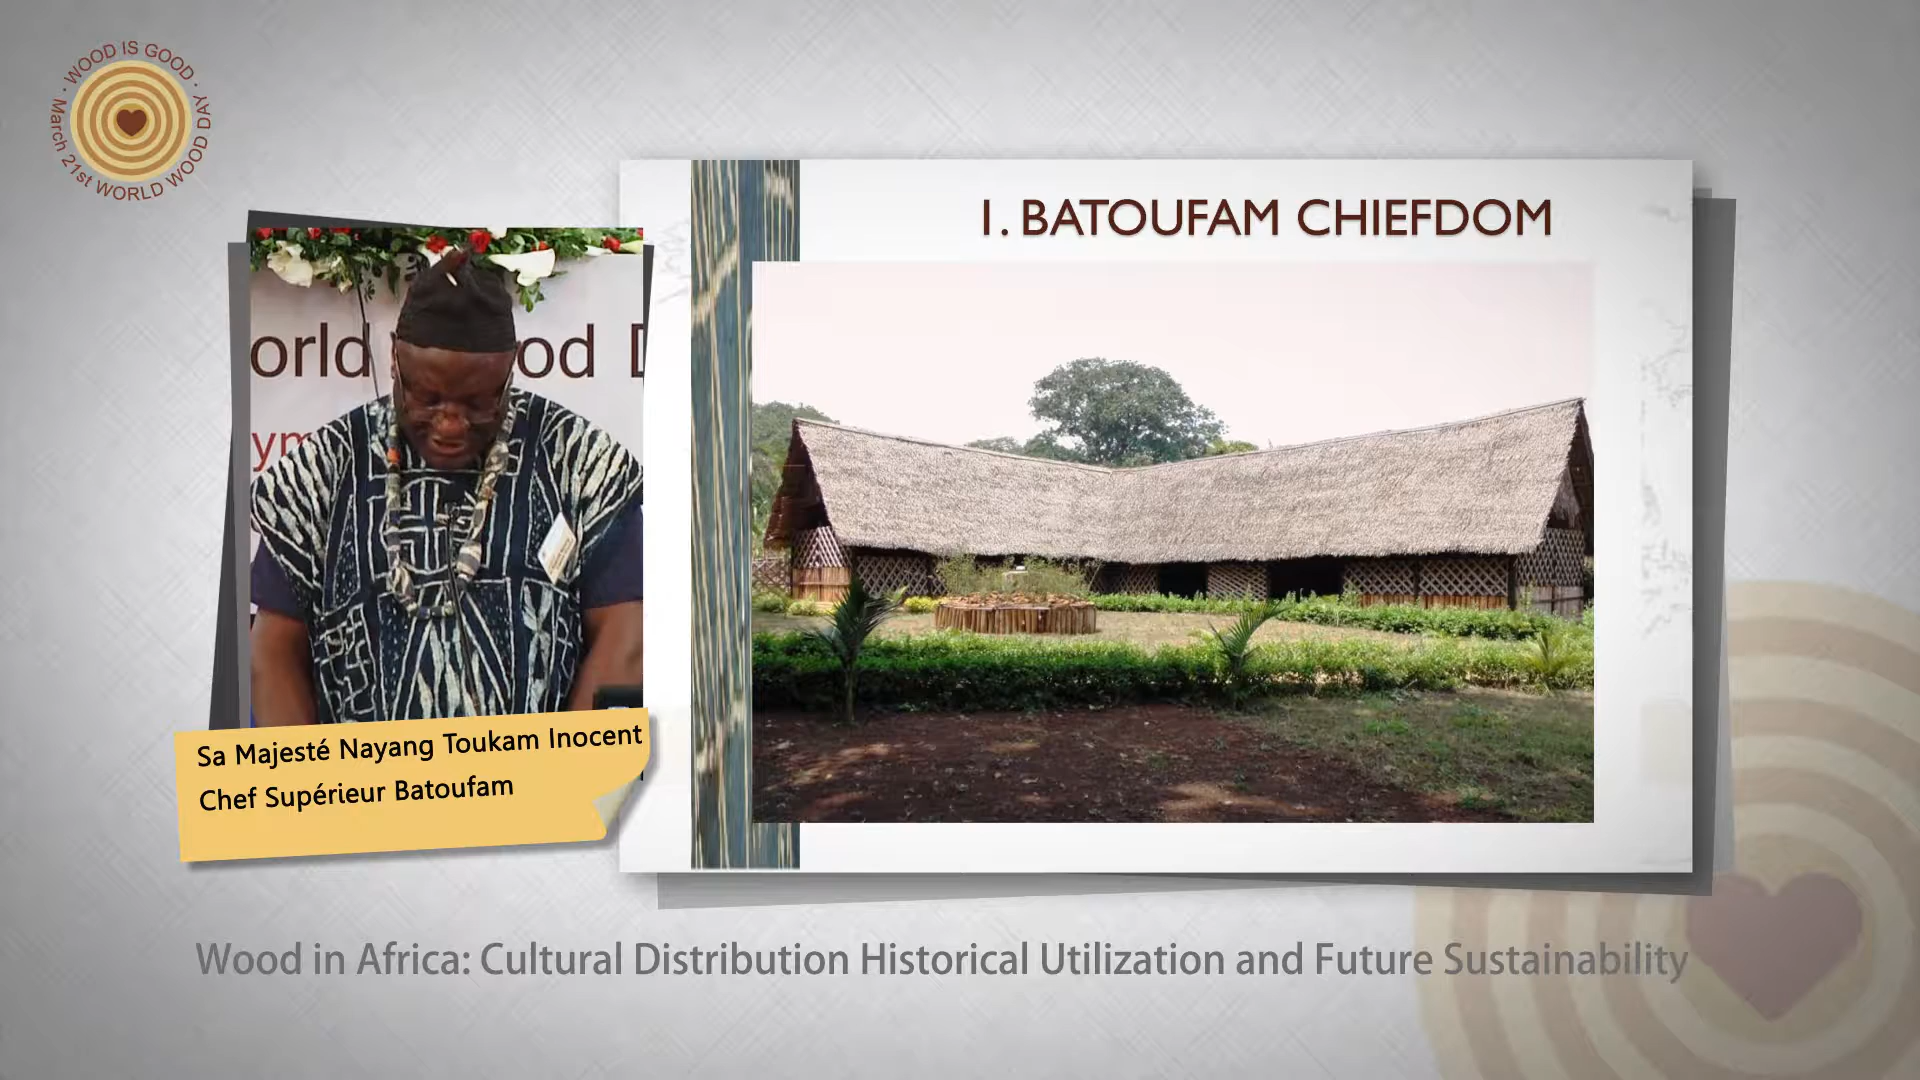 · WOOD IS GOOD ·
March 21st WORLD WOOD DAY
1. BATOUFAM CHIEFDOM
orld
od D
ym
Sa Majesté Nayang Toukam Inocent
Chef Supérieur Batoufam
Wood in Africa: Cultural Distribution Historical Utilization and Future Sustainability